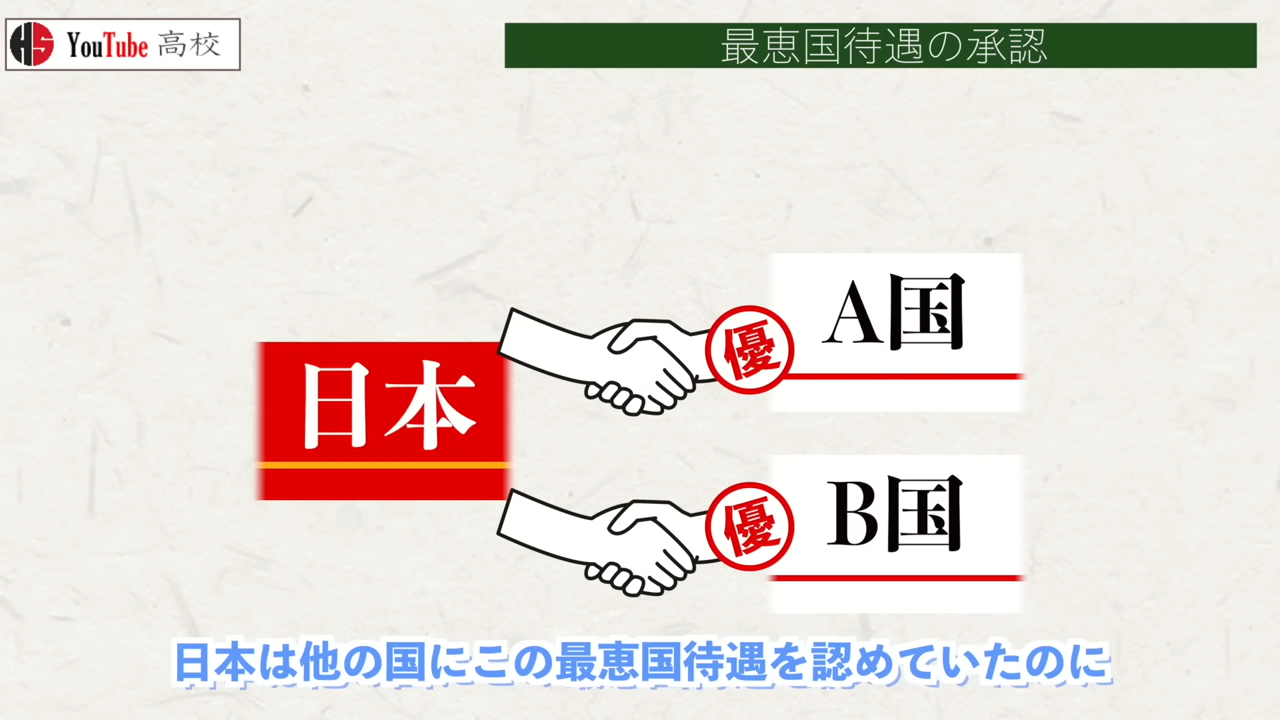 HS YouTube 高校
最恵国待遇の承認
日本
優
A国
優
B国
日本は他の国にこの最恵国待遇を認めていたのに